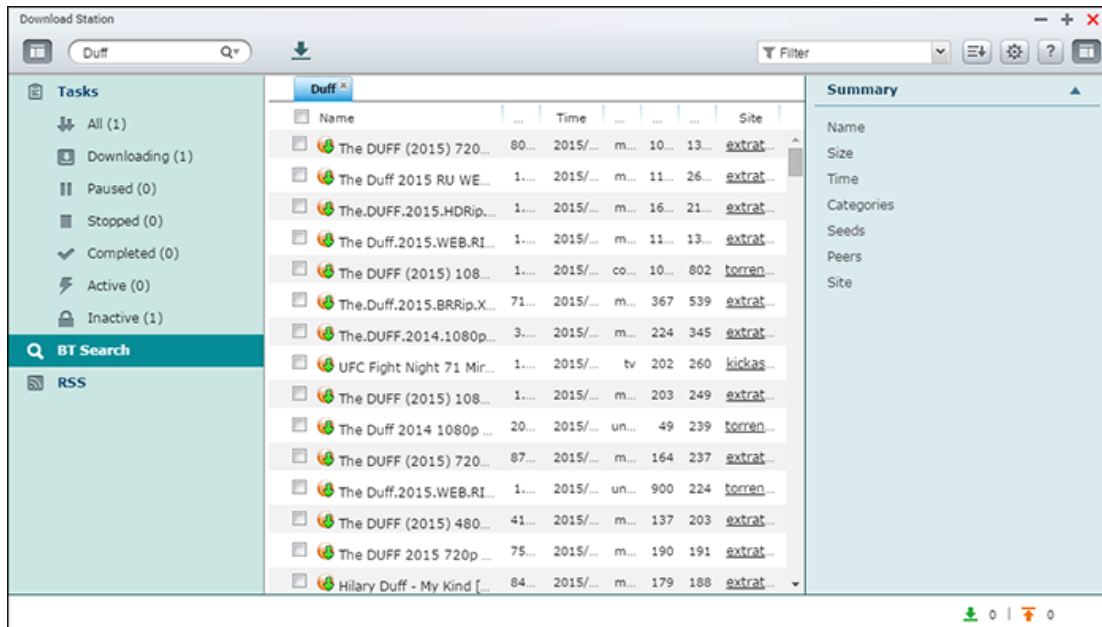 Download Station
Duff
Filter
?
Tasks
All (1)
Downloading (1)
Paused (0)
Stopped (0)
Completed (0)
Active (0)
Inactive (1)
BT Search
RSS
Duff
Name ... Time ... ... ... Site
The DUFF (2015) 720... 80... 2015/... m... 10... 13... extrat...
The Duff 2015 RU WE... 1.... 2015/... m... 11... 26... extrat...
The.DUFF.2015.HDRip.... 1.... 2015/... m... 16... 21... extrat...
The Duff.2015.WEB.RI... 1.... 2015/... m... 11... 13... extrat...
The DUFF (2015) 108... 1.... 2015/... co... 10... 802 torren...
The.Duff.2015.BRRip.X... 71... 2015/... m... 367 539 extrat...
The.DUFF.2014.1080p... 3.... 2015/... m... 224 345 extrat...
UFC Fight Night 71 Mir... 1.... 2015/... tv 202 260 kickas...
The DUFF (2015) 108... 1.... 2015/... m... 203 249 extrat...
The Duff 2014 1080p ... 20... 2015/... un... 49 239 torren...
The DUFF (2015) 720... 87... 2015/... m... 164 237 extrat...
The Duff.2015.WEB.RI... 1.... 2015/... un... 900 224 torren...
The DUFF (2015) 480... 41... 2015/... m... 137 203 extrat...
The DUFF 2015 720p ... 75... 2015/... m... 190 191 extrat...
Hilary Duff - My Kind [... 84... 2015/... m... 179 188 extrat...
Summary
Name
Size
Time
Categories
Seeds
Peers
Site
0 | 0